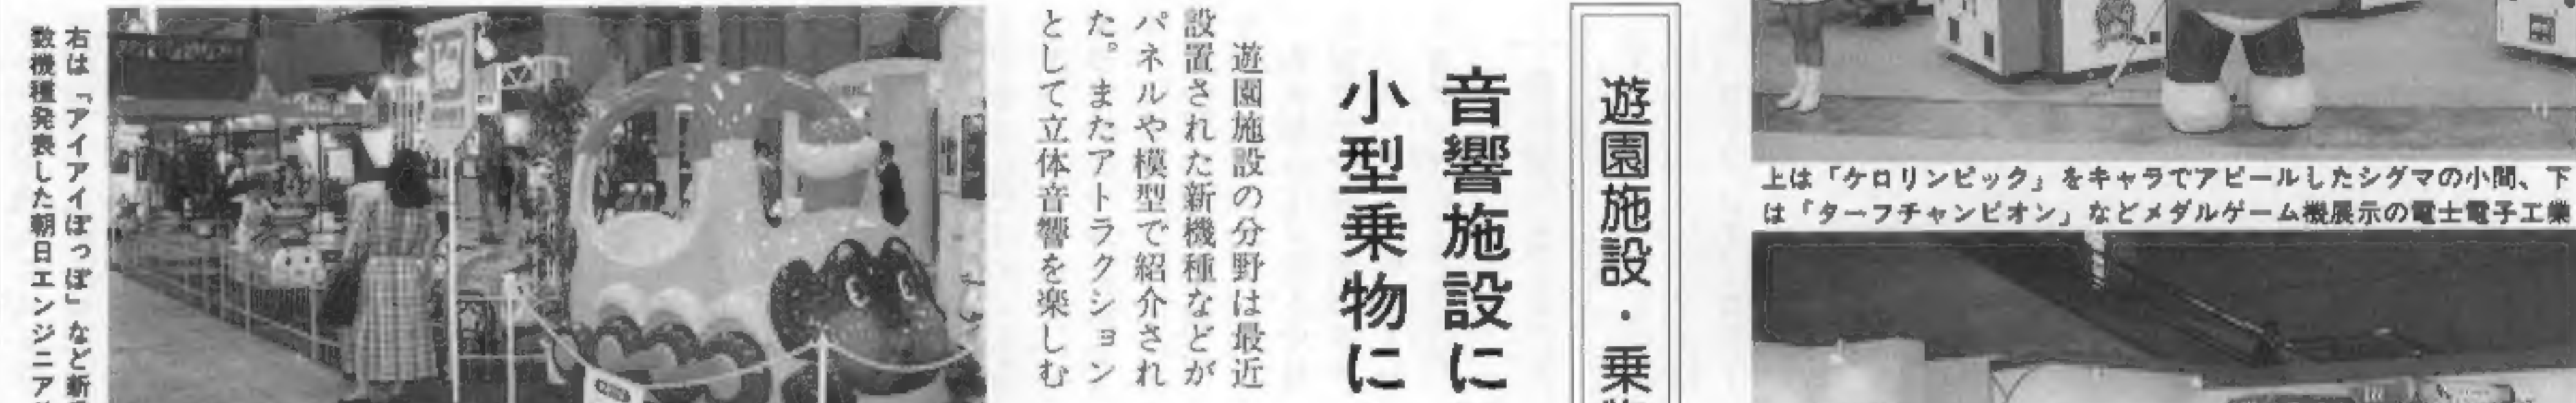 上は「ケロリンピック」をキャラでアピールしたシグマの小間、下
は「ターフチャンピオン」などメダルゲーム機展示の電士電子工業
遊園施設・乗物
音響施設に
小型乗物に
遊園施設の分野は最近
設置された新機種などが
パネルや模型で紹介され
た。またアトラクション
として立体音響を楽しむ
右は「アイアイぽっぽ」など新
数機種発表した朝日エンジニア